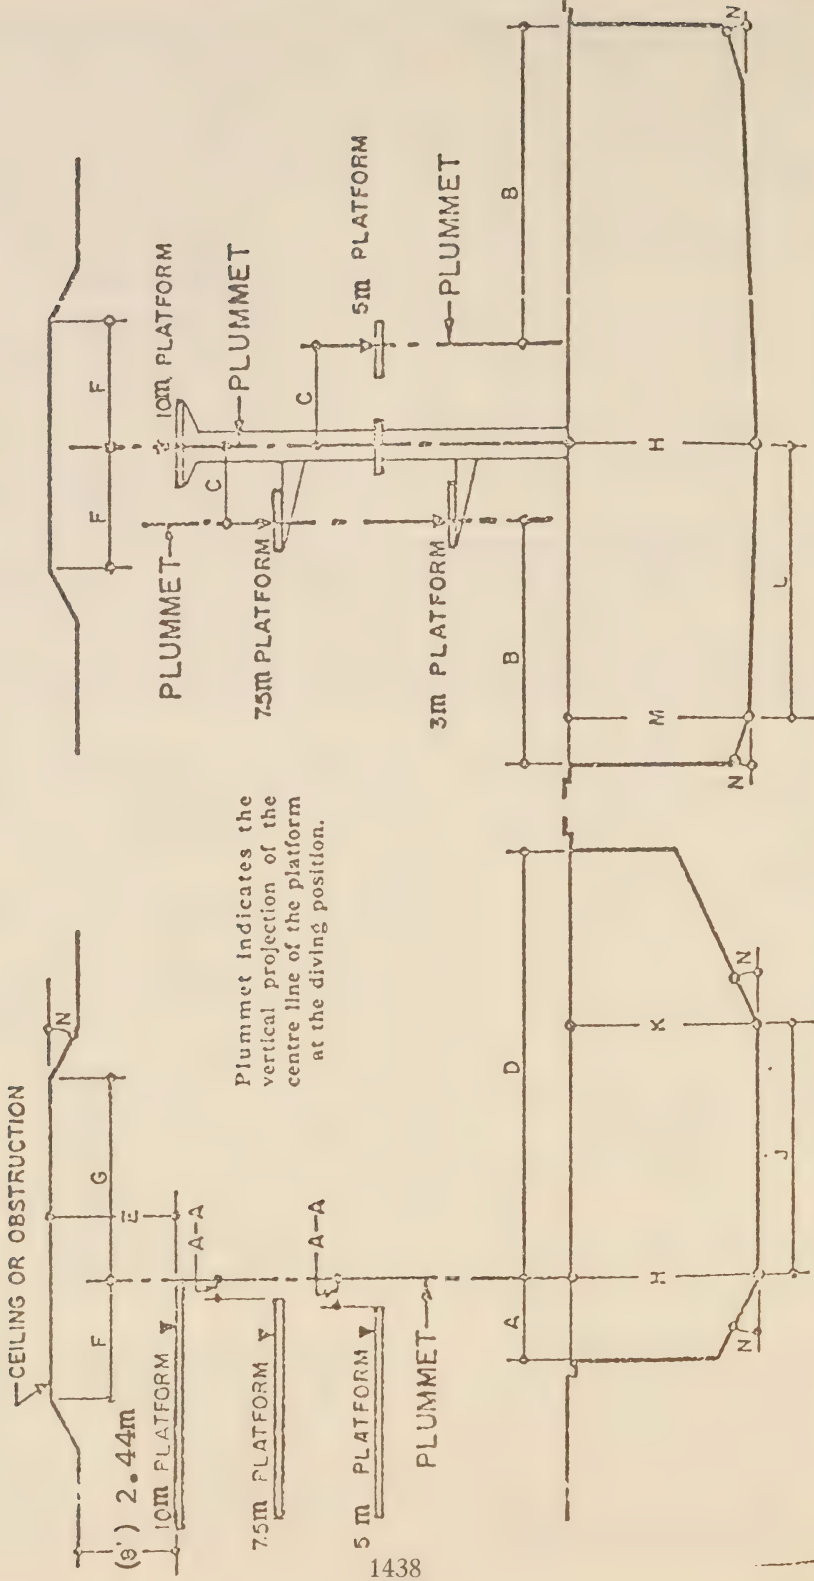 CEILING OR OBSTRUCTION
N
F
G
E
(8') 2.44m
10m PLATFORM
A-A
7.5m PLATFORM
A-A
5m PLATFORM
PLUMMET
A
D
H
K
N
N
J
Plummet indicates the
vertical projection of the
centre line of the platform
at the diving position.
F
F
10m PLATFORM
PLUMMET
PLUMMET
C
C
7.5m PLATFORM
5m PLATFORM
3m PLATFORM
PLUMMET
B
B
M
H
N
N
L
1438